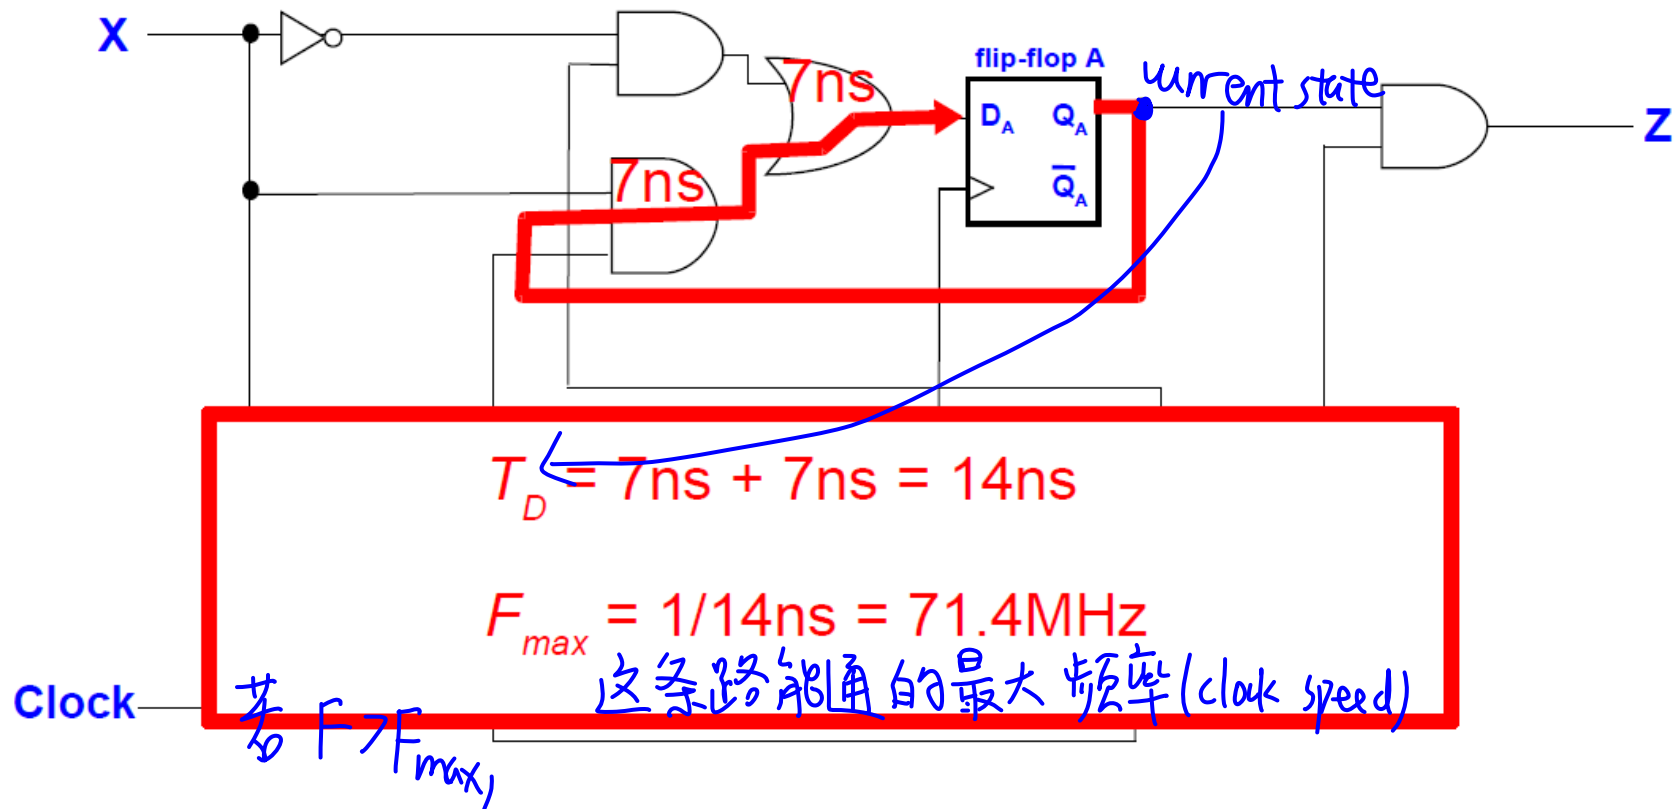 X
flip-flop A
current state
7ns
D_A Q_A
Z
7ns
Q̅_A
T_D = 7ns + 7ns = 14ns
F_max = 1/14ns = 71.4MHz
这条路能通的最大频率(clock speed)
Clock
若 F>Fmax,